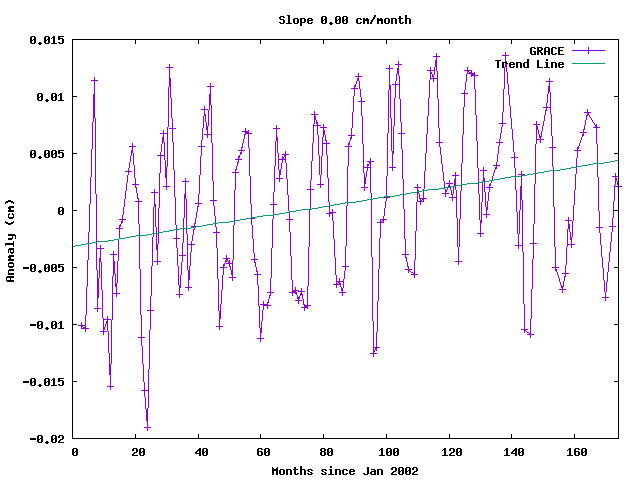 Slope 0.00 cm/month
GRACE
Trend Line
0.015
0.01
0.005
0
-0.005
-0.01
-0.015
-0.02
Anomaly (cm)
0 20 40 60 80 100 120 140 160
Months since Jan 2002